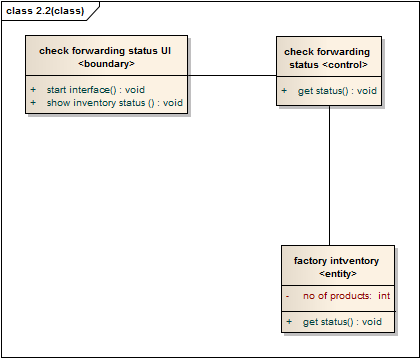 class 2.2(class)
check forwarding status UI
<boundary>
+ start interface() : void
+ show inventory status () : void
check forwarding
status <control>
+ get status() : void
factory intventory
<entity>
- no of products: int
+ get status() : void